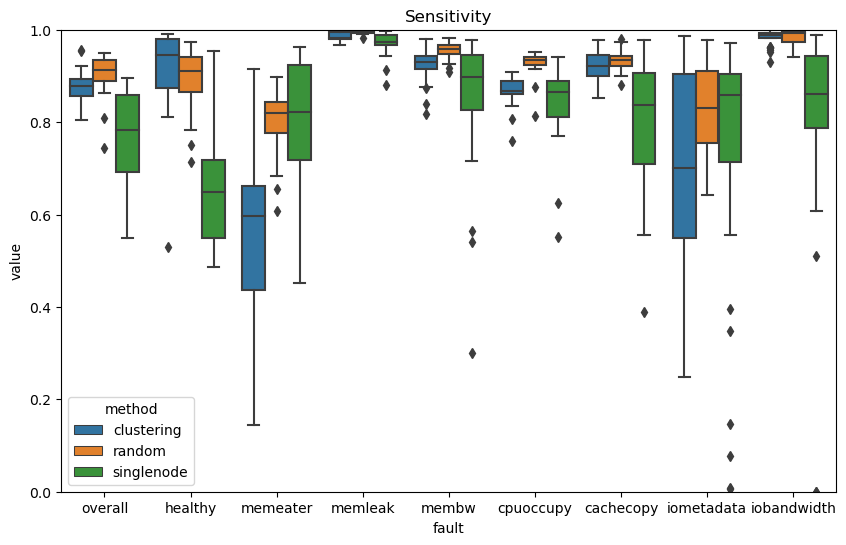 Sensitivity
1.0
0.8
0.6
0.4
0.2
0.0
value
method
clustering
random
singlenode
overall healthy memeater memleak membw cpuoccupy cachecopy iometadata iobandwidth
fault